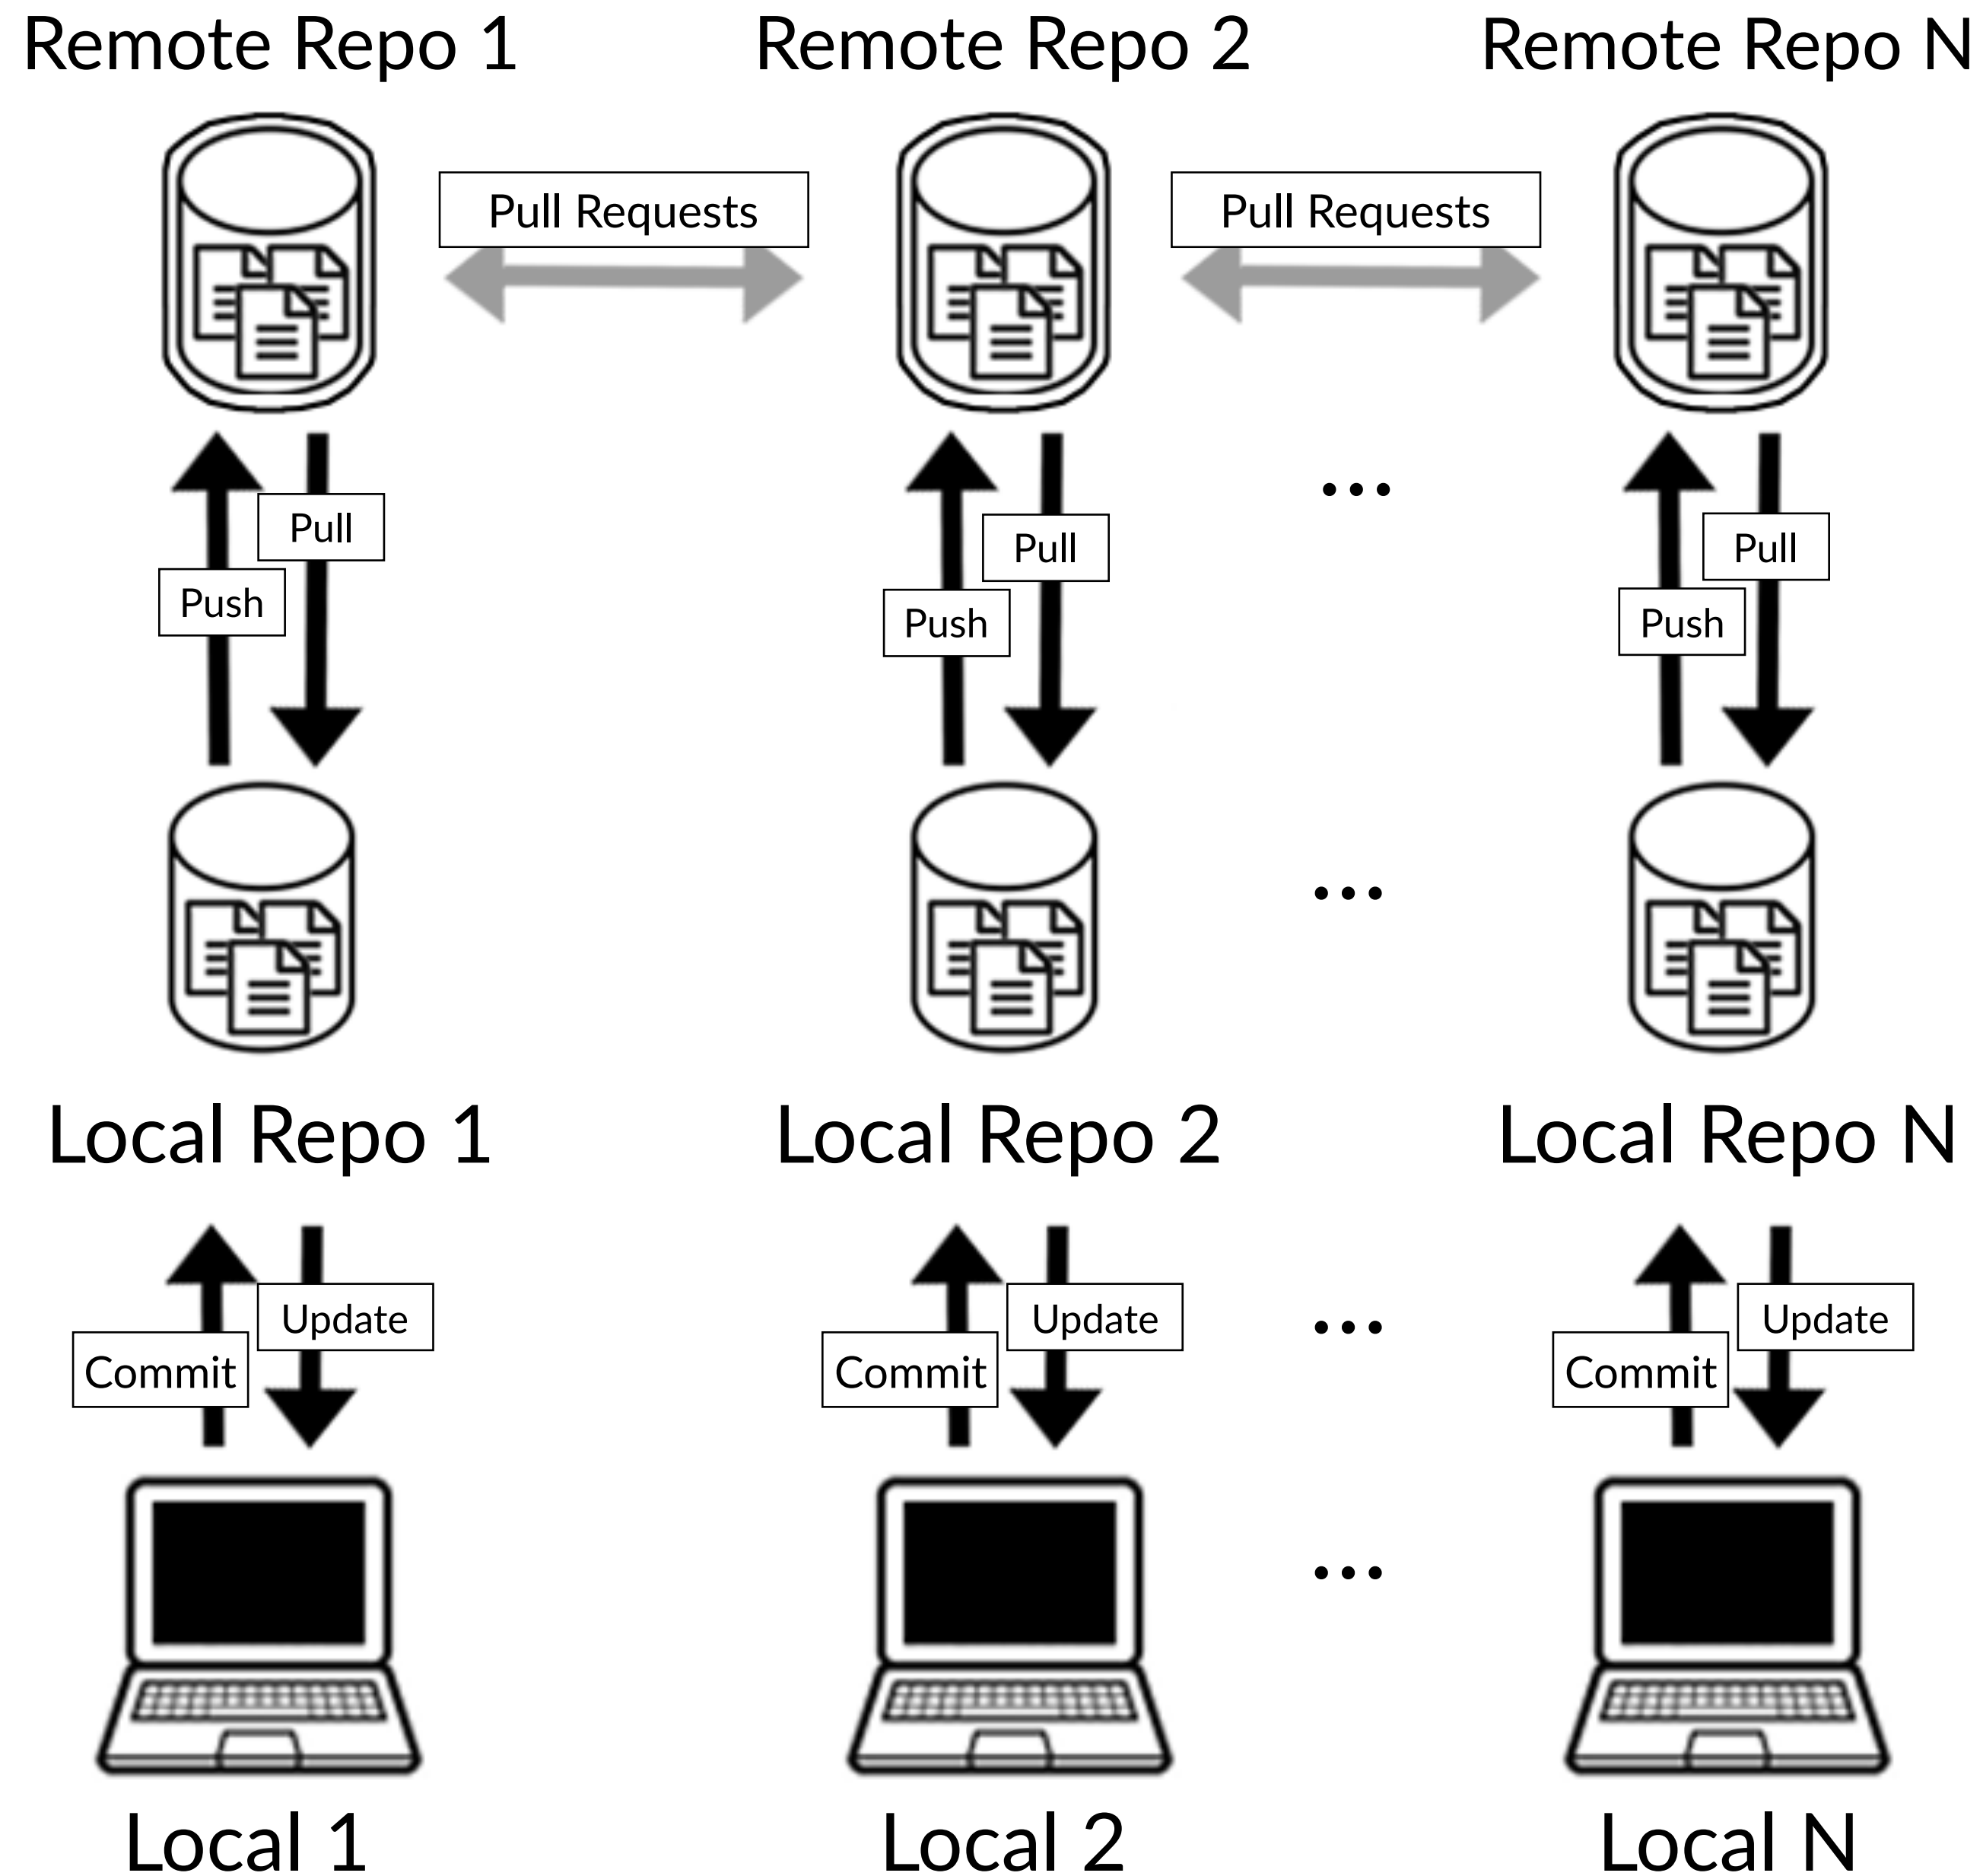 Remote Repo 1
Remote Repo 2
Remote Repo N
Pull Requests
Pull Requests
...
Pull
Push
Pull
Push
Pull
Push
...
Local Repo 1
Local Repo 2
Local Repo N
Update
Commit
Update
Commit
...
Update
Commit
...
Local 1
Local 2
Local N